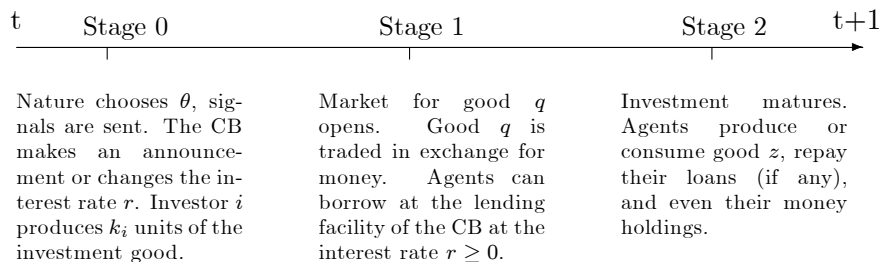 t Stage 0 Stage 1 Stage 2 t+1
Nature chooses θ, sig-
nals are sent. The CB
makes an announce-
ment or changes the in-
terest rate r. Investor i
produces k_i units of the
investment good.
Market for good q
opens. Good q is
traded in exchange for
money. Agents can
borrow at the lending
facility of the CB at the
interest rate r ≥ 0.
Investment matures.
Agents produce or
consume good z, repay
their loans (if any),
and even their money
holdings.